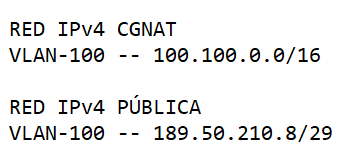 RED IPv4 CGNAT
VLAN-100 -- 100.100.0.0/16
RED IPv4 PÚBLICA
VLAN-100 -- 189.50.210.8/29